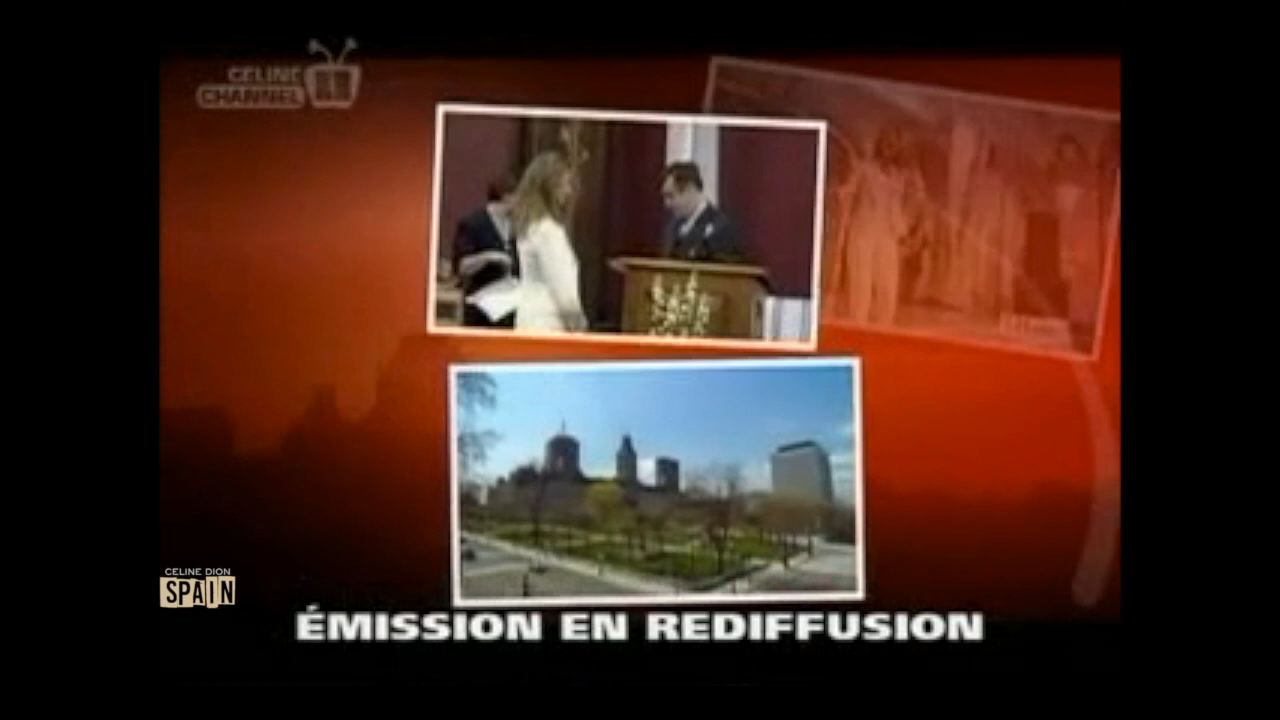 CELINE
CHANNEL
CELINE DION
SPAIN
ÉMISSION EN REDIFFUSION